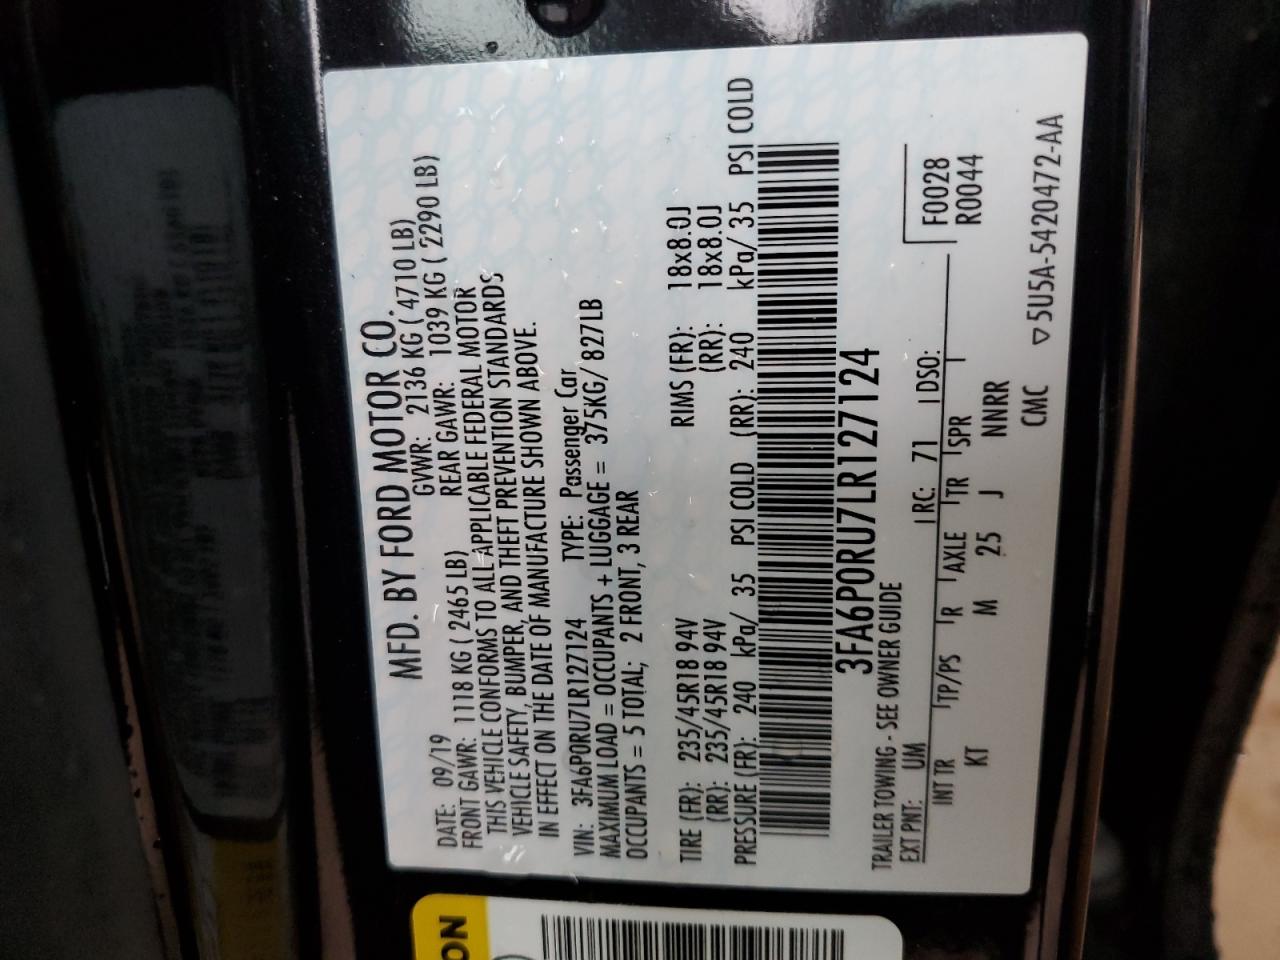 MFD. BY FORD MOTOR CO.
DATE: 09/19 GVWR: 2136 KG ( 4710 LB)
FRONT GAWR: 1118 KG ( 2465 LB) REAR GAWR: 1039 KG ( 2290 LB)
THIS VEHICLE CONFORMS TO ALL APPLICABLE FEDERAL MOTOR
VEHICLE SAFETY, BUMPER, AND THEFT PREVENTION STANDARDS
IN EFFECT ON THE DATE OF MANUFACTURE SHOWN ABOVE.
VIN: 3FA6P0RU7LR127124 TYPE: Passenger Car
MAXIMUM LOAD = OCCUPANTS + LUGGAGE = 375KG/ 827LB
OCCUPANTS = 5 TOTAL; 2 FRONT, 3 REAR
TIRE (FR): 235/45R18 94V RIMS (FR): 18x8.0J
(RR): 235/45R18 94V (RR): 18x8.0J
PRESSURE (FR): 240 kPa/ 35 PSI COLD (RR): 240 kPa/ 35 PSI COLD
3FA6P0RU7LR127124
TRAILER TOWING - SEE OWNER GUIDE
EXT PNT: UM RC: 71 DSO: F0028
INT TR TP/PS R AXLE TR SPR R0044
KT M 25 J NNRR
CMC ▽5U5A-5420472-AA
ON